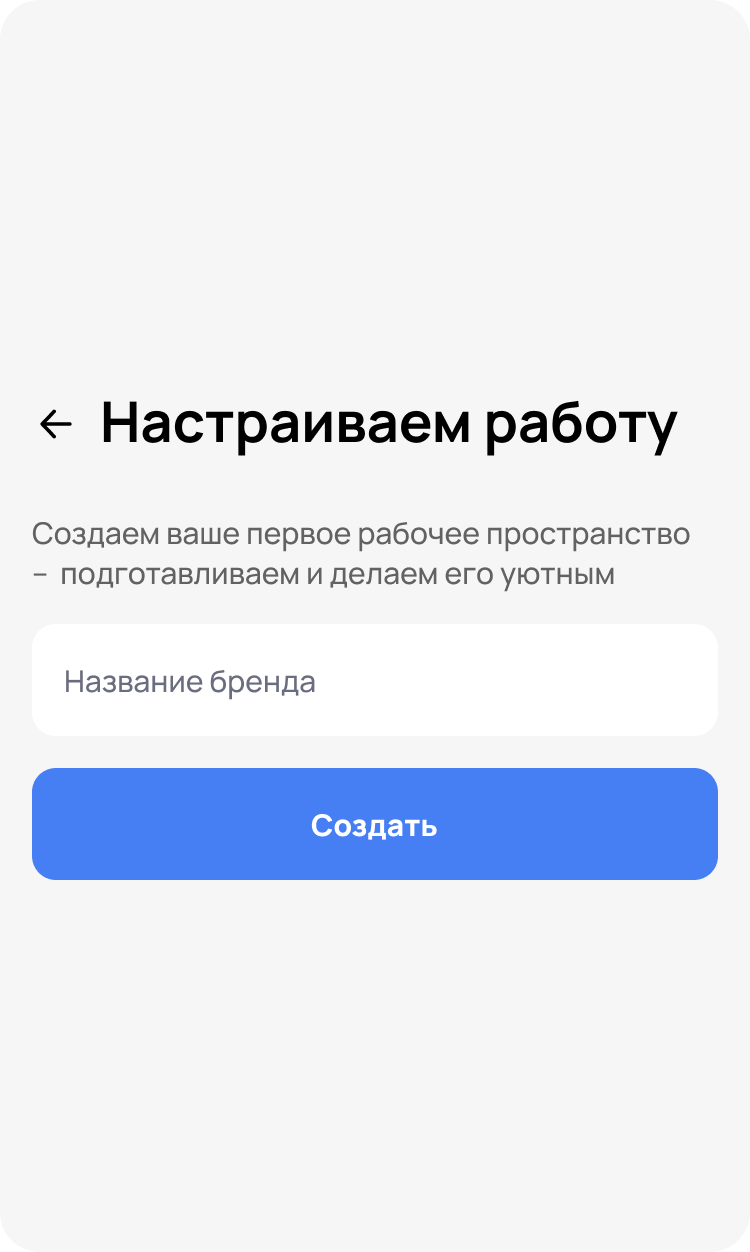 Настраиваем работу
Создаем ваше первое рабочее пространство
– подготавливаем и делаем его уютным
Название бренда
Создать